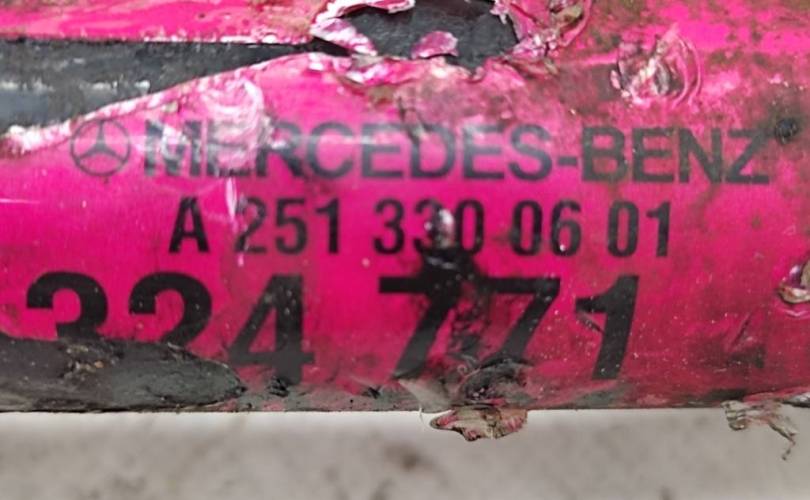 MERCEDES-BENZ
A 251 330 06 01
324 771